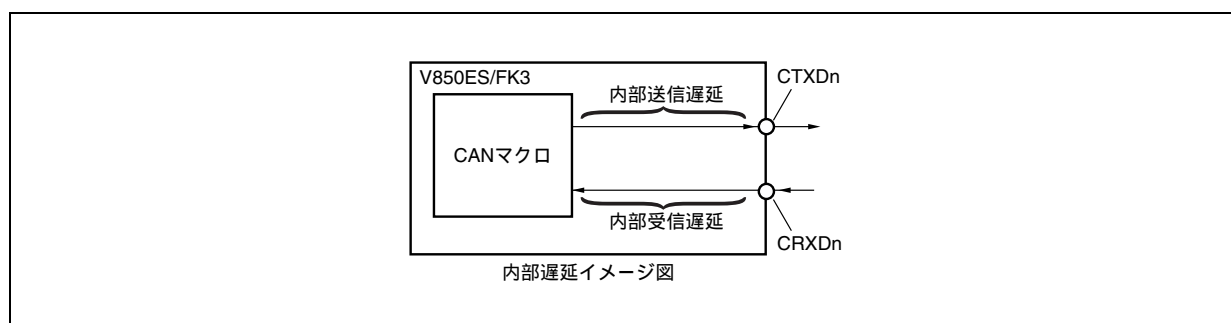 V850ES/FK3
CTXDn
内部送信遅延
CANマクロ
内部受信遅延
CRXDn
内部遅延イメージ図